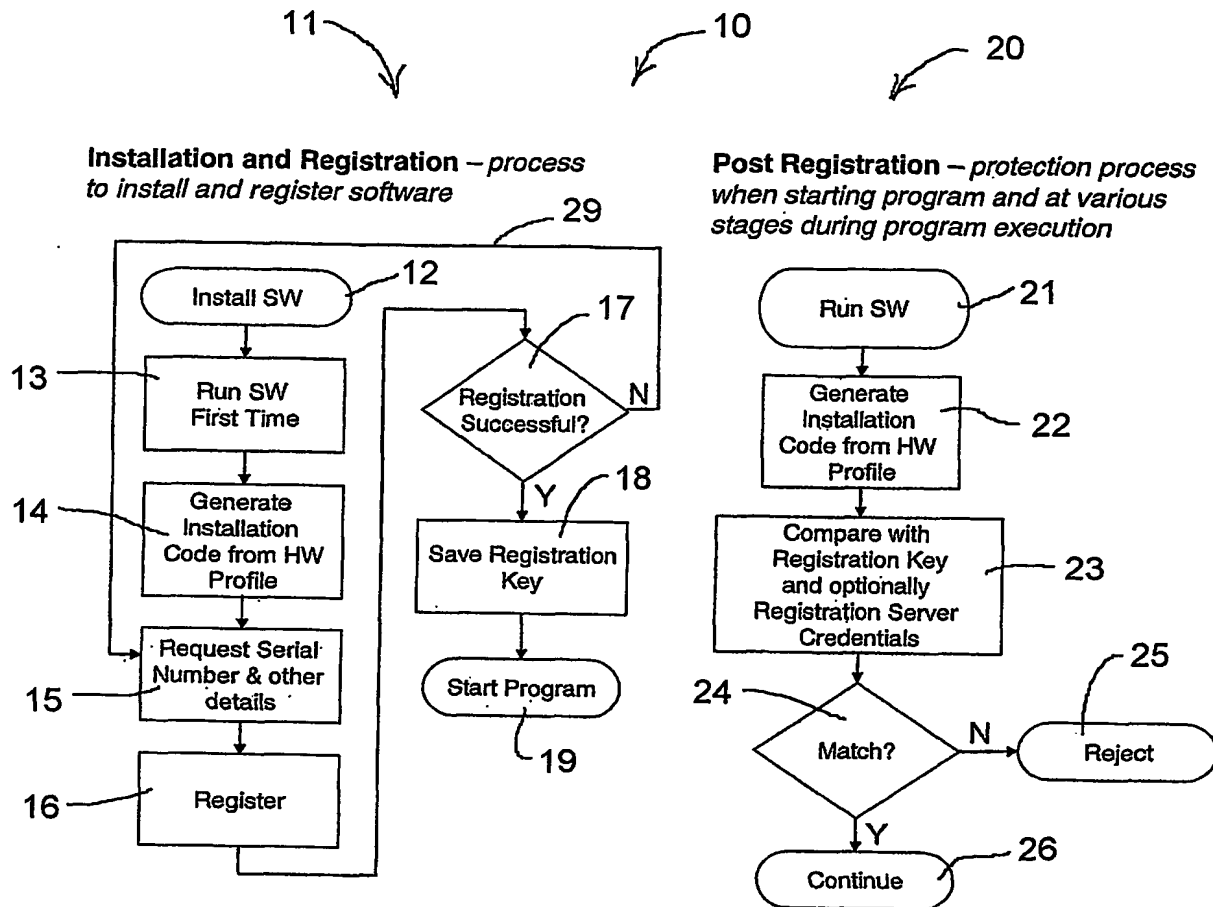 11
10
20
Installation and Registration – process
to install and register software
29
12
Install SW
13
Run SW
First Time
14
Generate
Installation
Code from HW
Profile
15
Request Serial
Number & other
details
16
Register
17
Registration
Successful?
N
Y
18
Save Registration
Key
Start Program
19
Post Registration – protection process
when starting program and at various
stages during program execution
Run SW
21
Generate
Installation
Code from HW
Profile
22
Compare with
Registration Key
and optionally
Registration Server
Credentials
23
24
Match?
N
25
Reject
Y
Continue
26